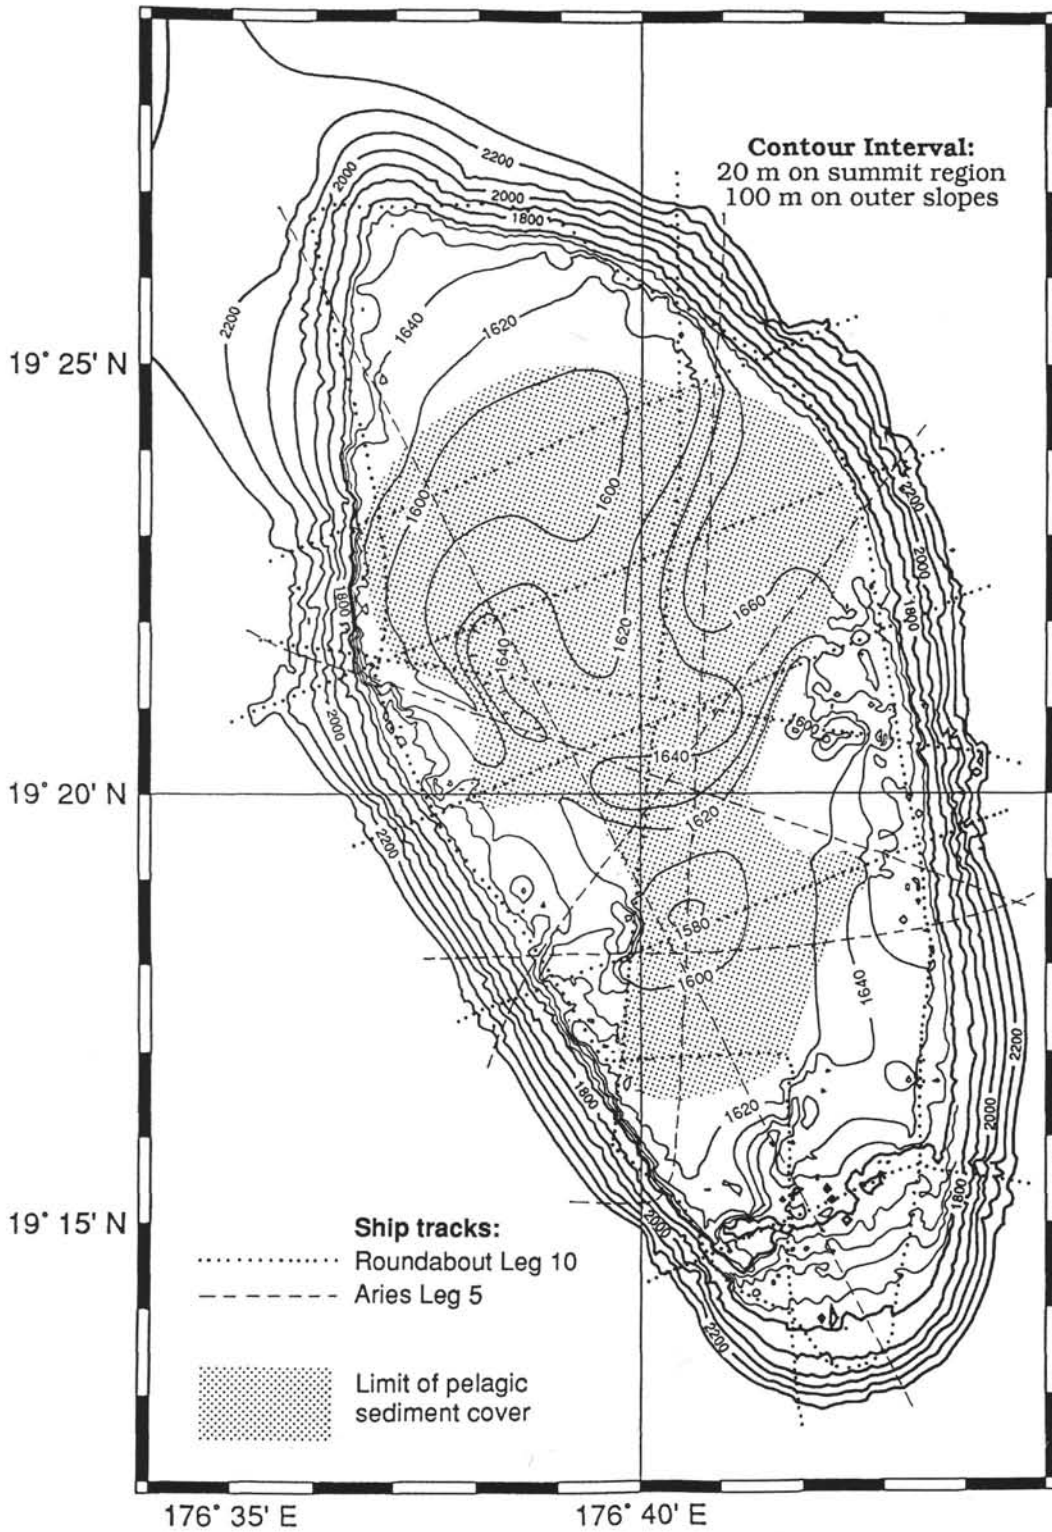 Contour Interval:
20 m on summit region
100 m on outer slopes
2200
2000
2000
1800
2200
1640
1620
19° 25' N
1600
1600
2200
2000
1800
1660
1800
1620
1640
1600
2000
1640
19° 20' N
1620
2200
1580
1600
1640
2200
1800
1620
2000
1800
19° 15' N
2000
Ship tracks:
Roundabout Leg 10
Aries Leg 5
2200
Limit of pelagic
sediment cover
176° 35' E
176° 40' E